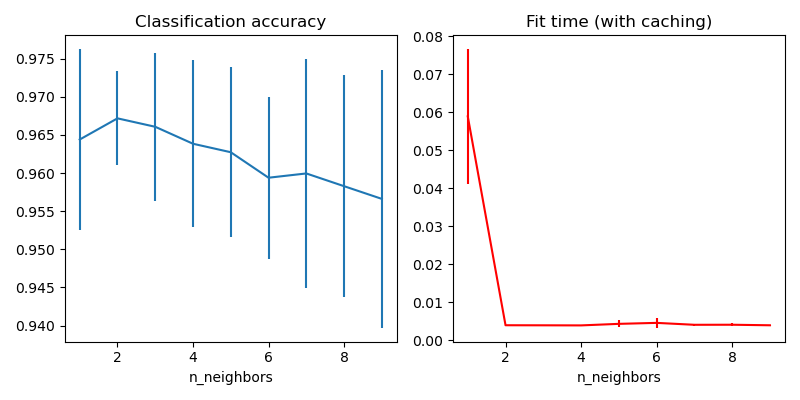 Classification accuracy
0.975
0.970
0.965
0.960
0.955
0.950
0.945
0.940
2 4 6 8
n_neighbors
Fit time (with caching)
0.08
0.07
0.06
0.05
0.04
0.03
0.02
0.01
0.00
2 4 6 8
n_neighbors